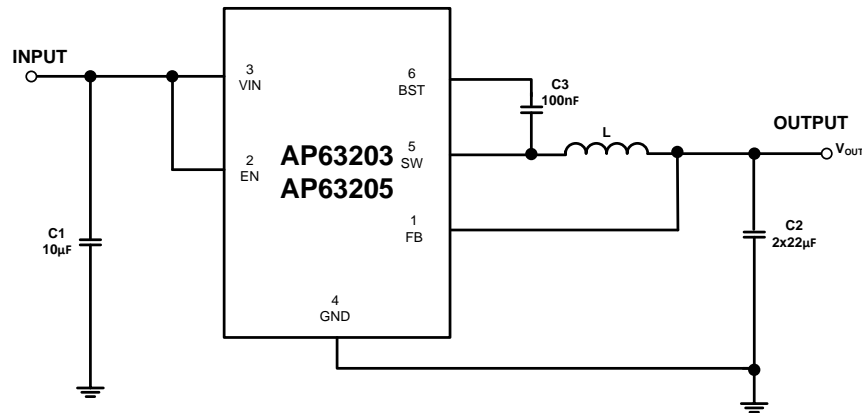 INPUT
3
VIN
2
EN
C1
10µF
AP63203
AP63205
6
BST
5
SW
1
FB
4
GND
C3
100nF
L
OUTPUT
VOUT
C2
2x22µF